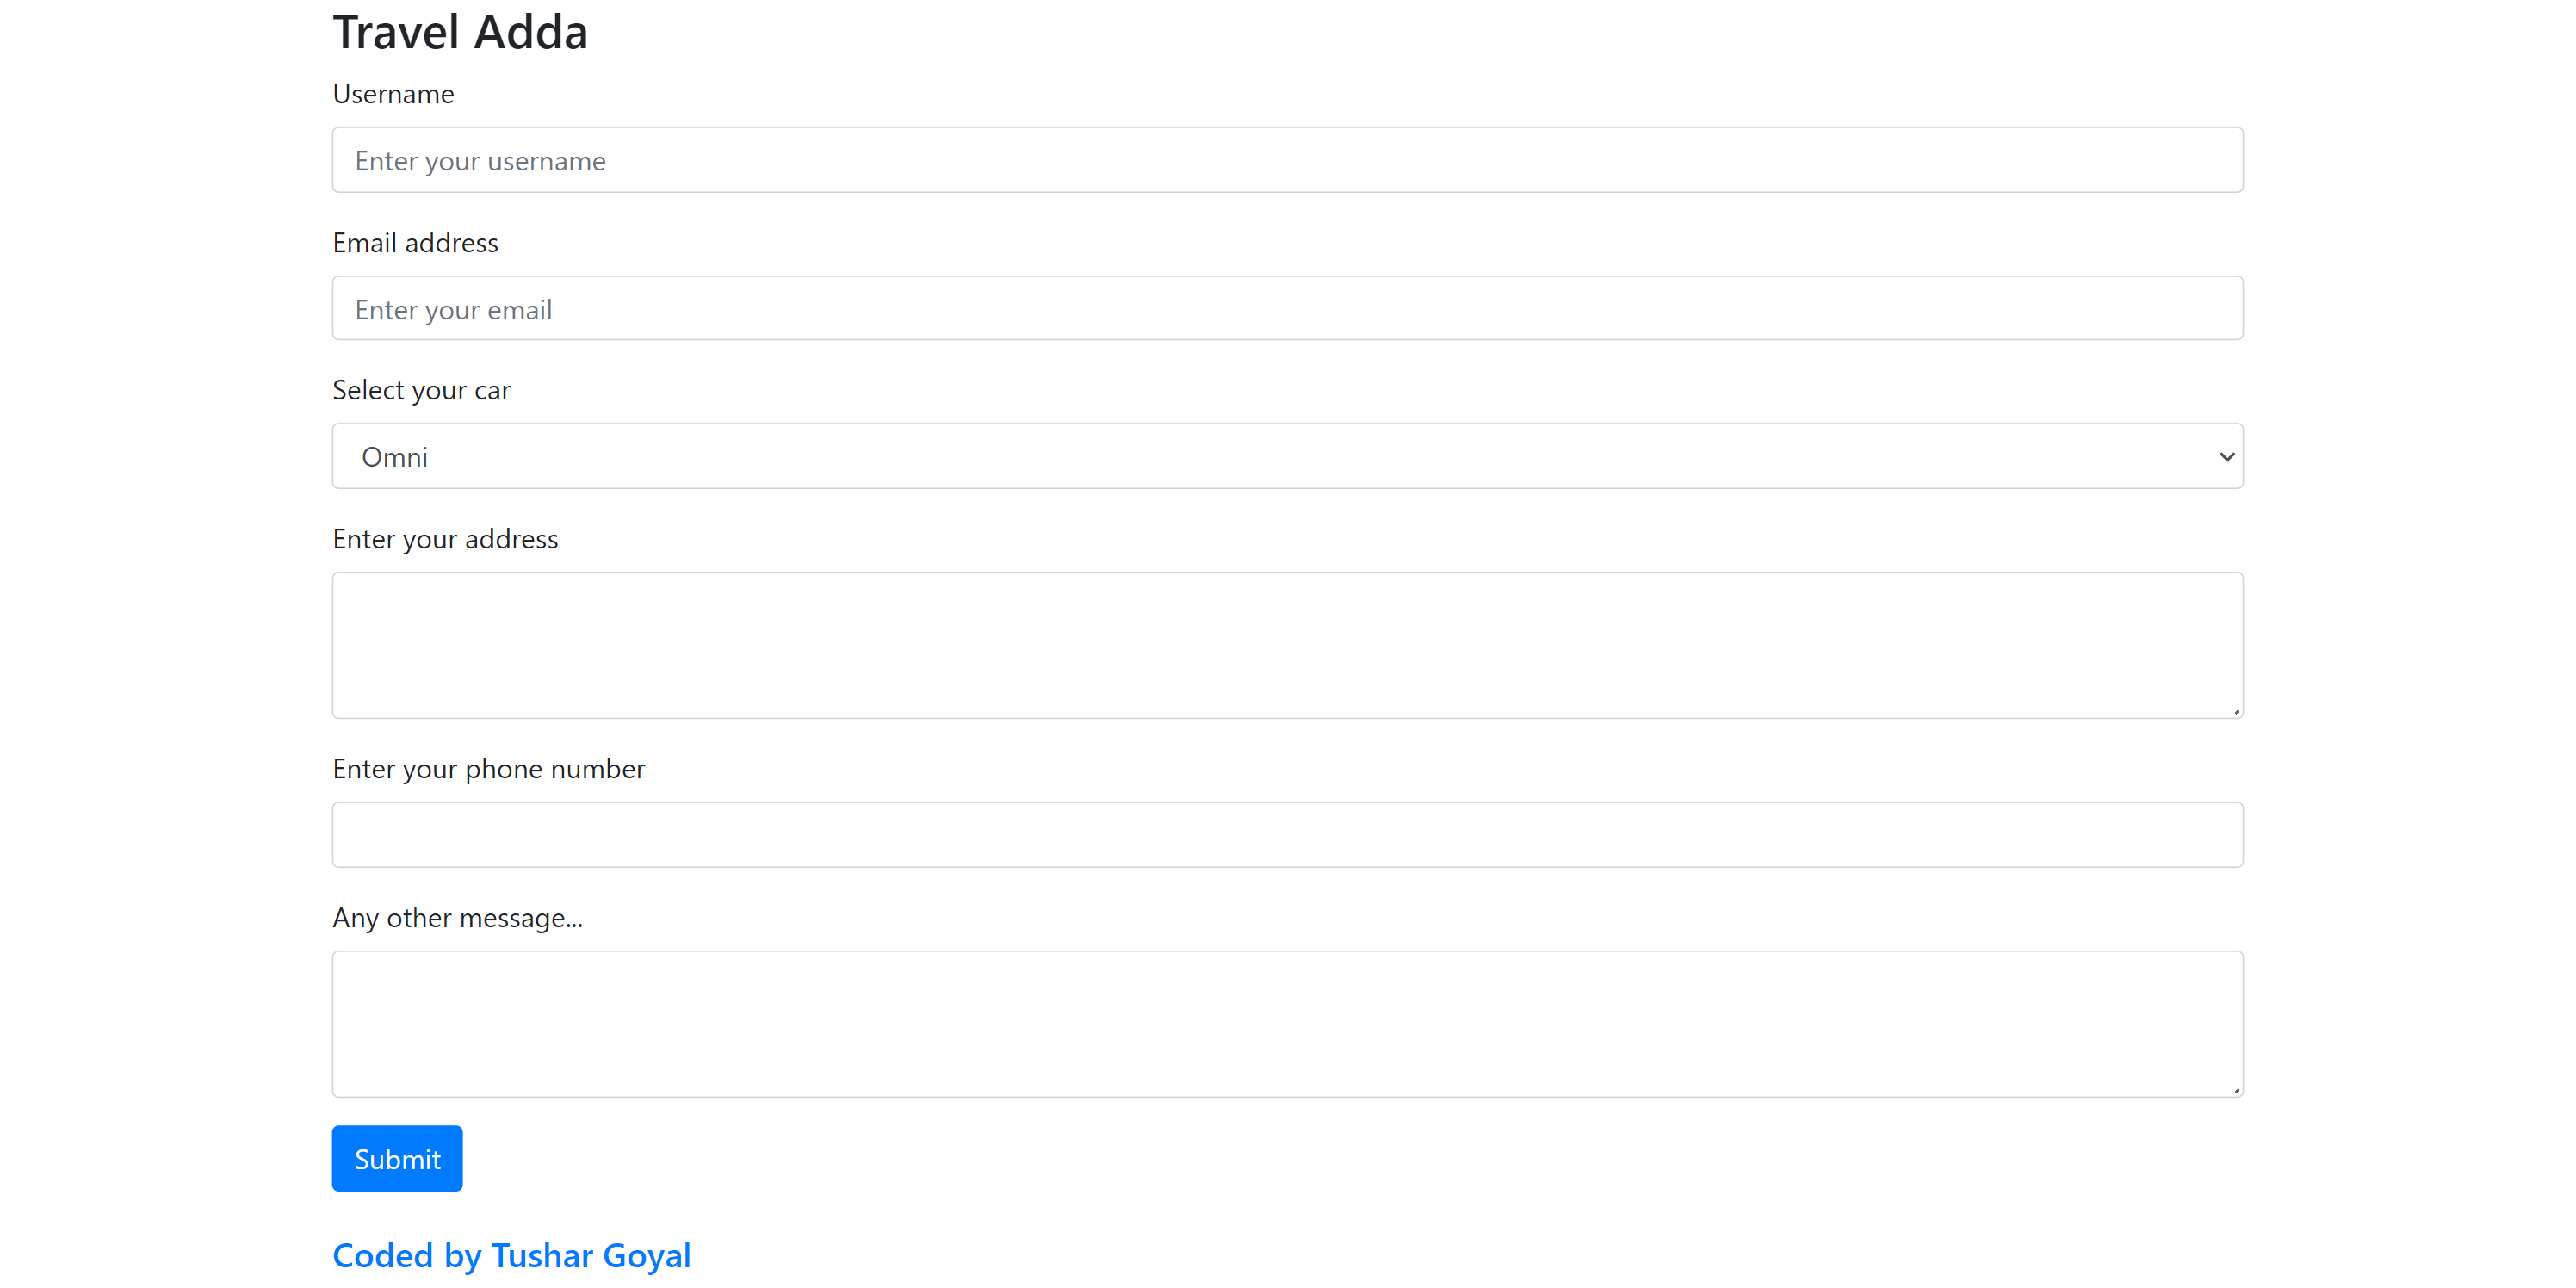 Travel Adda
Username
Enter your username
Email address
Enter your email
Select your car
Omni
Enter your address
Enter your phone number
Any other message...
Submit
Coded by Tushar Goyal